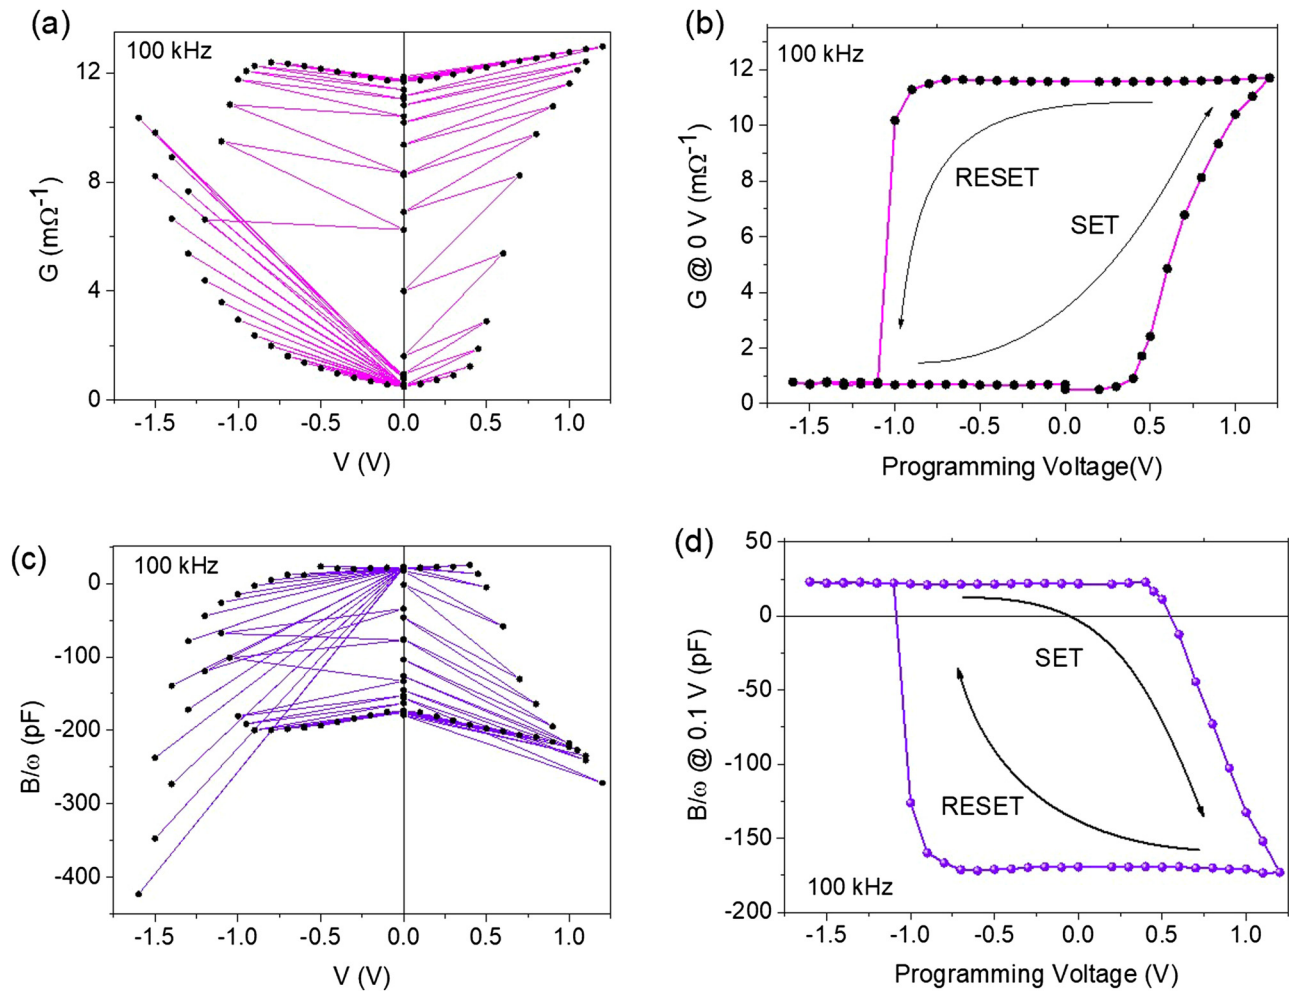 (a)
100 kHz
12
8
4
0
G (mΩ⁻¹)
-1.5 -1.0 -0.5 0.0 0.5 1.0
V (V)
(b)
100 kHz
12
10
8
6
4
2
0
G @ 0 V (mΩ⁻¹)
RESET
SET
-1.5 -1.0 -0.5 0.0 0.5 1.0
Programming Voltage(V)
(c)
100 kHz
0
-100
-200
-300
-400
B/ω (pF)
-1.5 -1.0 -0.5 0.0 0.5 1.0
V (V)
(d)
50
0
-50
-100
-150
-200
B/ω @ 0.1 V (pF)
SET
RESET
100 kHz
-1.5 -1.0 -0.5 0.0 0.5 1.0
Programming Voltage (V)